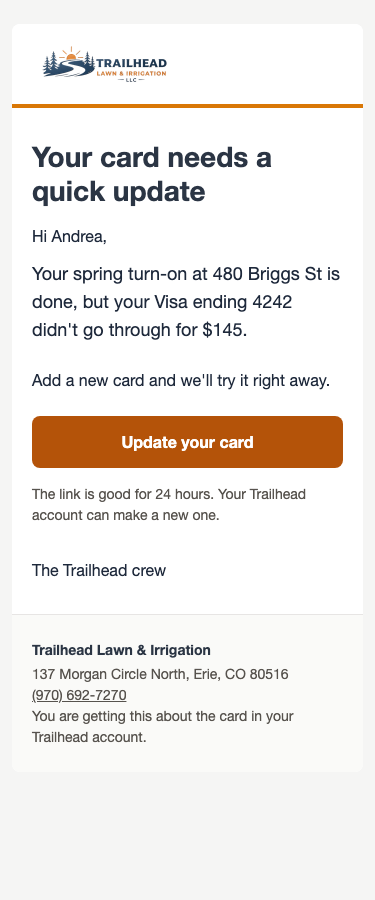 TRAILHEAD
LAWN & IRRIGATION
LLC
Your card needs a
quick update
Hi Andrea,
Your spring turn-on at 480 Briggs St is
done, but your Visa ending 4242
didn't go through for $145.
Add a new card and we'll try it right away.
Update your card
The link is good for 24 hours. Your Trailhead
account can make a new one.
The Trailhead crew
Trailhead Lawn & Irrigation
137 Morgan Circle North, Erie, CO 80516
(970) 692-7270
You are getting this about the card in your
Trailhead account.